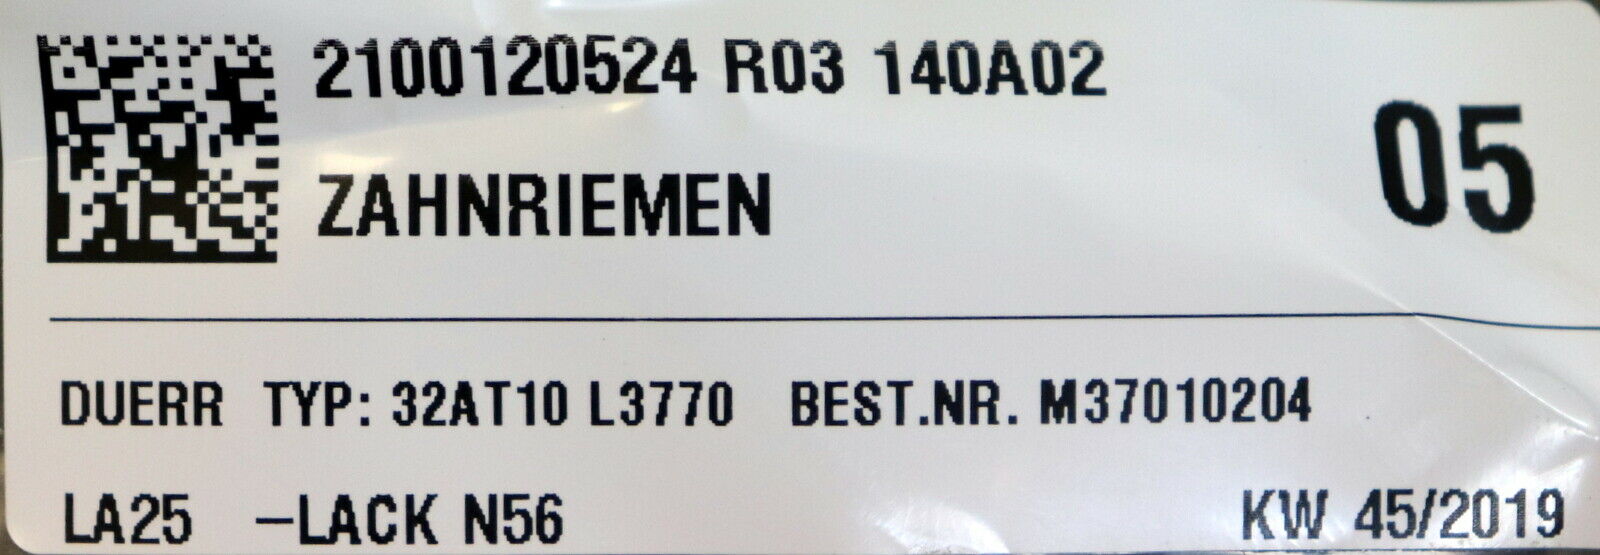 2100120524 R03 140A02
05
ZAHNRIEMEN
DUERR TYP: 32AT10 L3770 BEST.NR. M37010204
LA25 –LACK N56 KW 45/2019